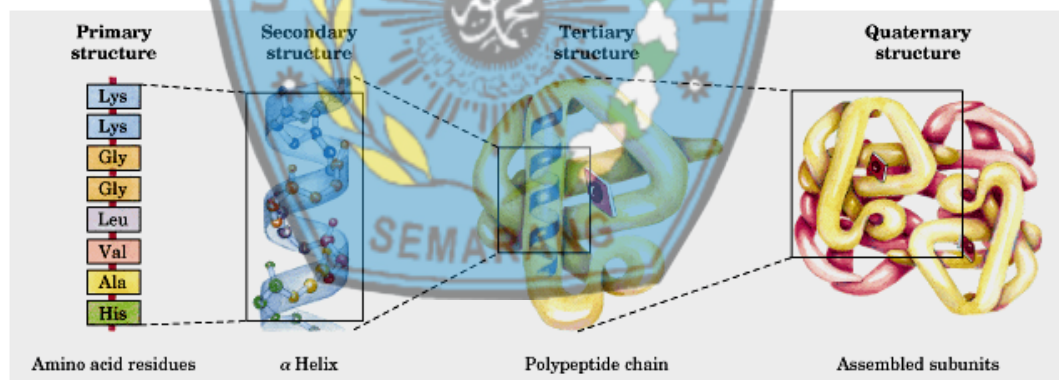 Primary
structure
Secondary
structure
Tertiary
structure
Quaternary
structure
Lys
Lys
Gly
Gly
Leu
Val
Ala
His
SEMARANG
Amino acid residues
α Helix
Polypeptide chain
Assembled subunits